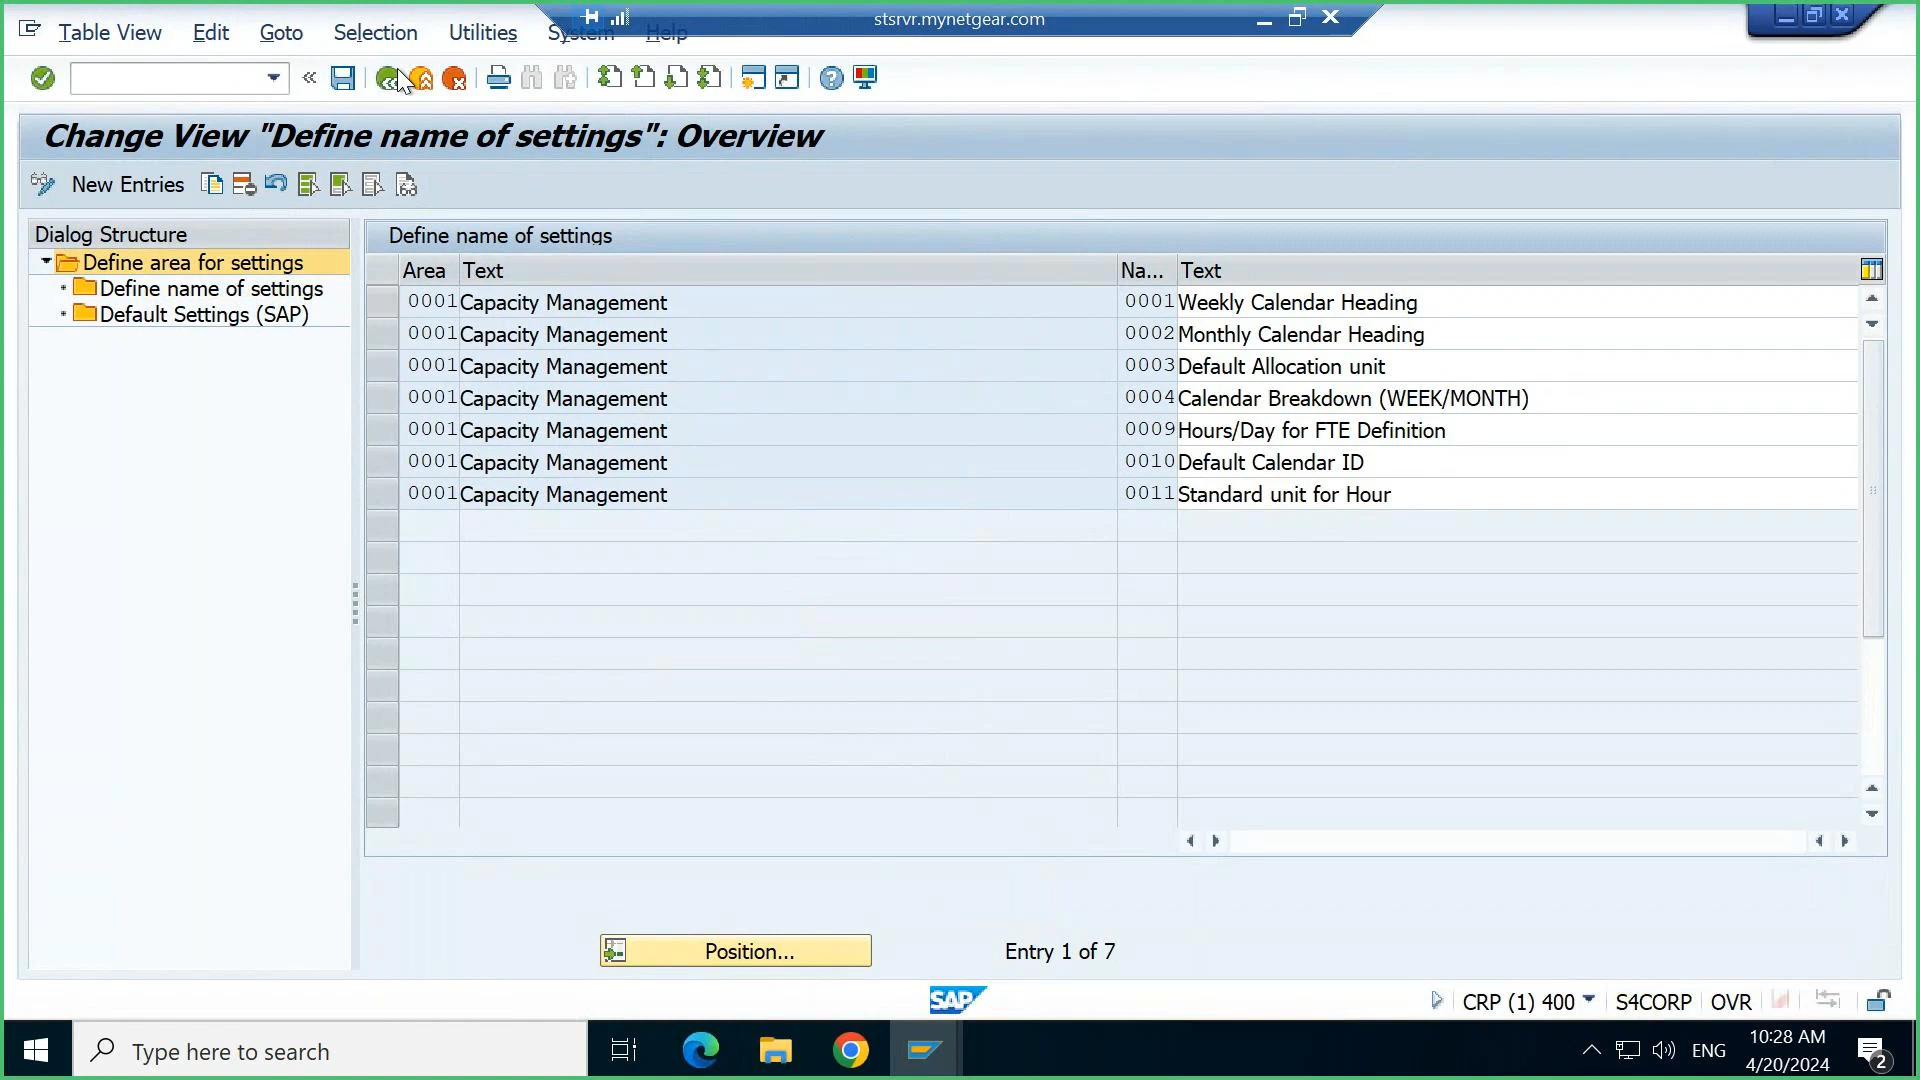 stsrvr.mynetgear.com
Table View Edit Goto Selection Utilities System Help
Change View "Define name of settings": Overview
New Entries
Dialog Structure
Define area for settings
Define name of settings
Default Settings (SAP)
Define name of settings
Area Text Na... Text
0001 Capacity Management 0001 Weekly Calendar Heading
0001 Capacity Management 0002 Monthly Calendar Heading
0001 Capacity Management 0003 Default Allocation unit
0001 Capacity Management 0004 Calendar Breakdown (WEEK/MONTH)
0001 Capacity Management 0009 Hours/Day for FTE Definition
0001 Capacity Management 0010 Default Calendar ID
0001 Capacity Management 0011 Standard unit for Hour
Position... Entry 1 of 7
SAP
CRP (1) 400 S4CORP OVR
Type here to search
ENG
10:28 AM
4/20/2024
2